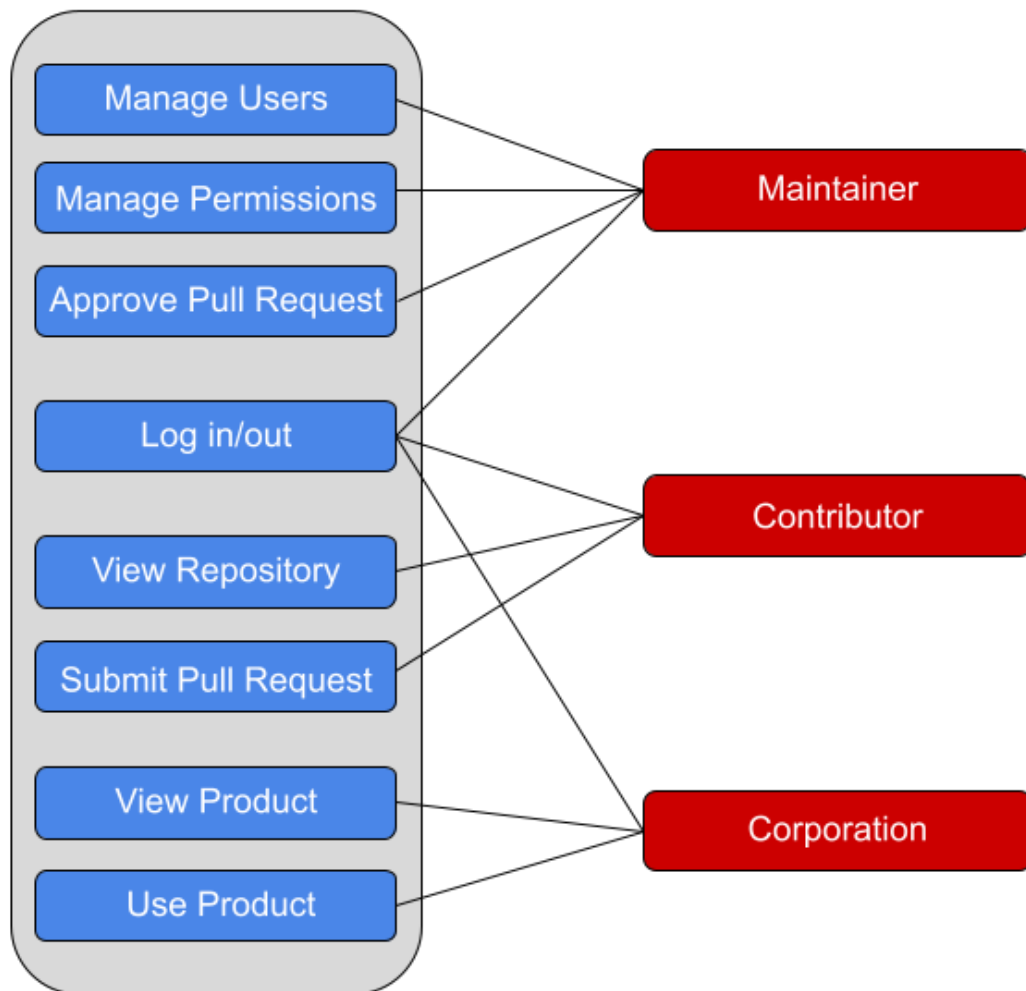 Manage Users
Manage Permissions
Approve Pull Request
Log in/out
View Repository
Submit Pull Request
View Product
Use Product
Maintainer
Contributor
Corporation